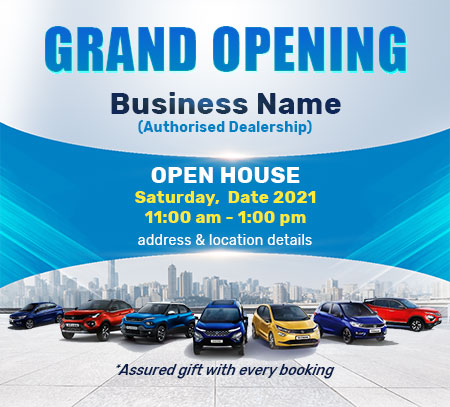 GRAND OPENING
Business Name
(Authorised Dealership)
OPEN HOUSE
Saturday, Date 2021
11:00 am - 1:00 pm
address & location details
*Assured gift with every booking